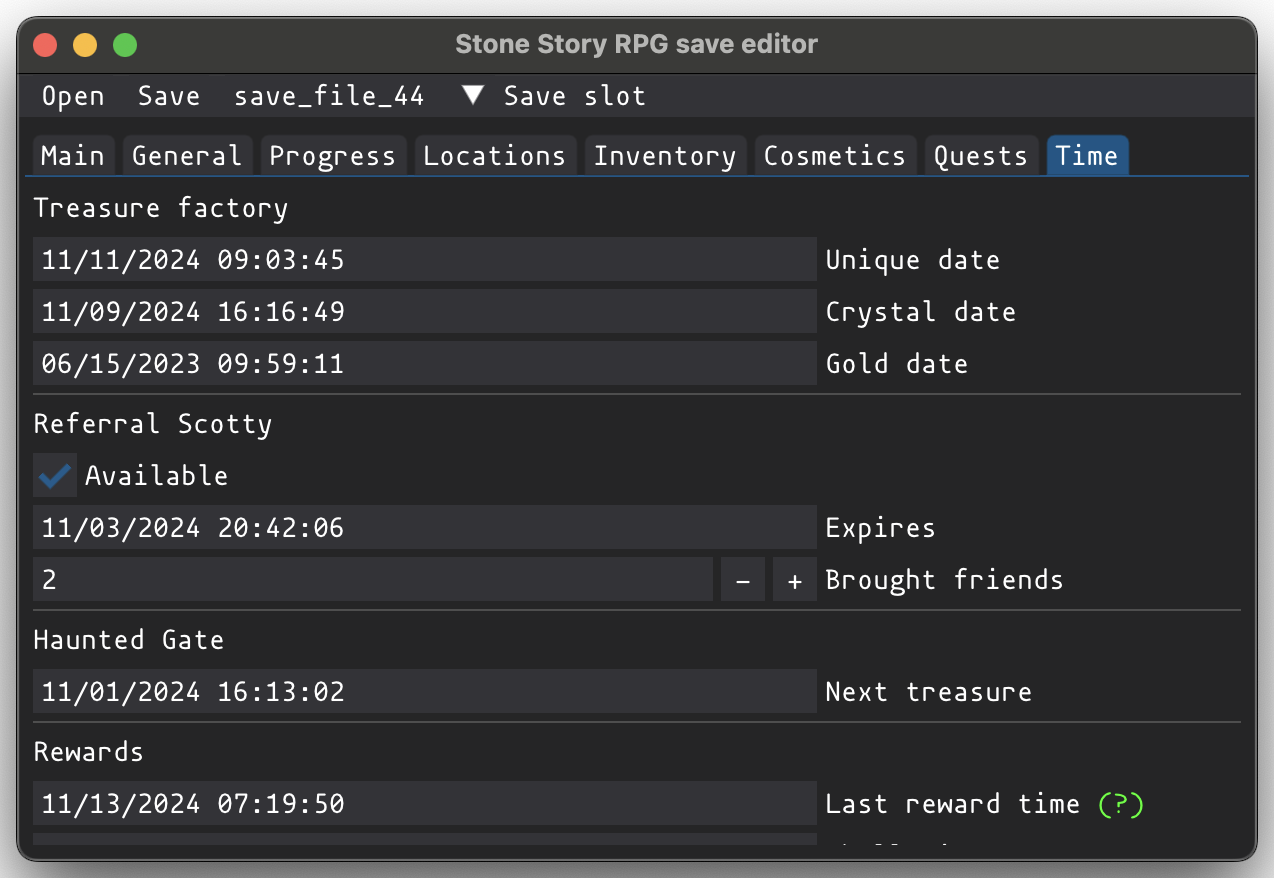 Stone Story RPG save editor
Open Save save_file_44 ▼ Save slot
Main General Progress Locations Inventory Cosmetics Quests Time
Treasure factory
11/11/2024 09:03:45 Unique date
11/09/2024 16:16:49 Crystal date
06/15/2023 09:59:11 Gold date
Referral Scotty
Available
11/03/2024 20:42:06 Expires
2 - + Brought friends
Haunted Gate
11/01/2024 16:13:02 Next treasure
Rewards
11/13/2024 07:19:50 Last reward time (?)